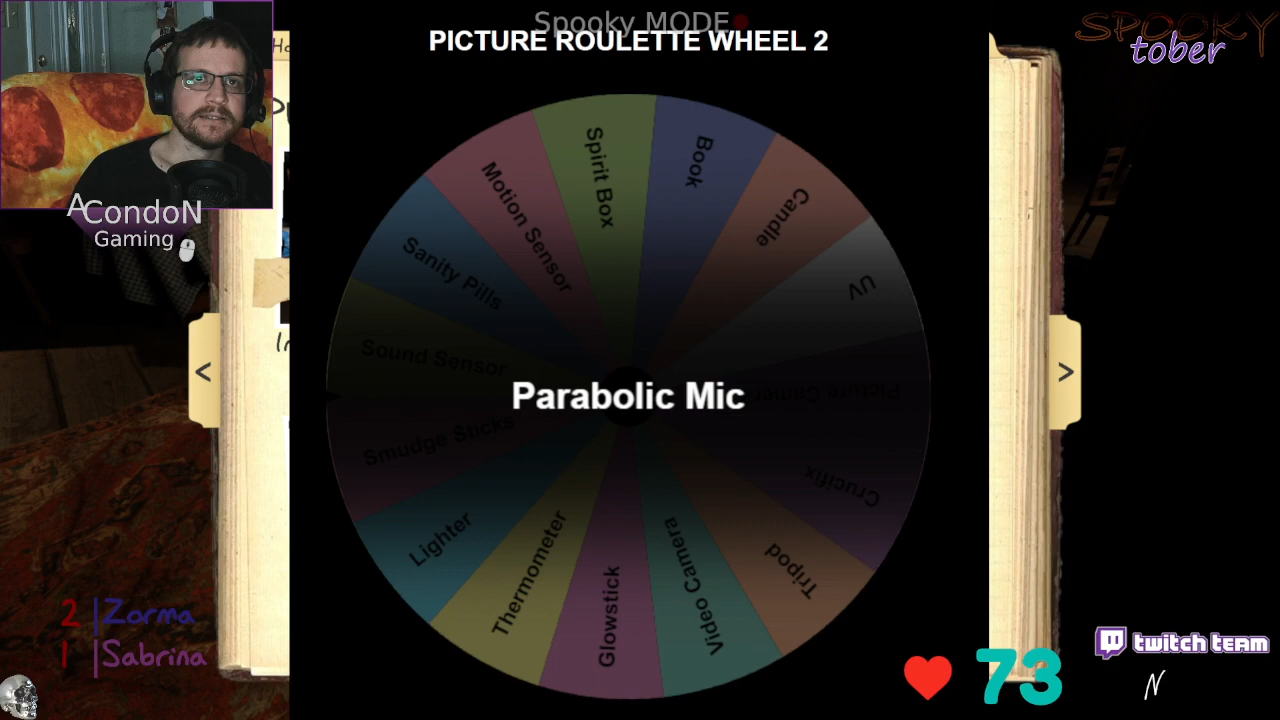 Spooky MODE
PICTURE ROULETTE WHEEL 2
SPOOKY
tober
ACondoN
Gaming
Spirit Box
Book
Motion Sensor
Candle
Sanity Pills
UV
Sound Sensor
Parabolic Mic
Picture Camera
Smudge Sticks
Crucifix
Lighter
Tripod
Thermometer
Video Camera
Glowstick
<
>
2 | Zorma
1 | Sabrina
73
twitch team
N